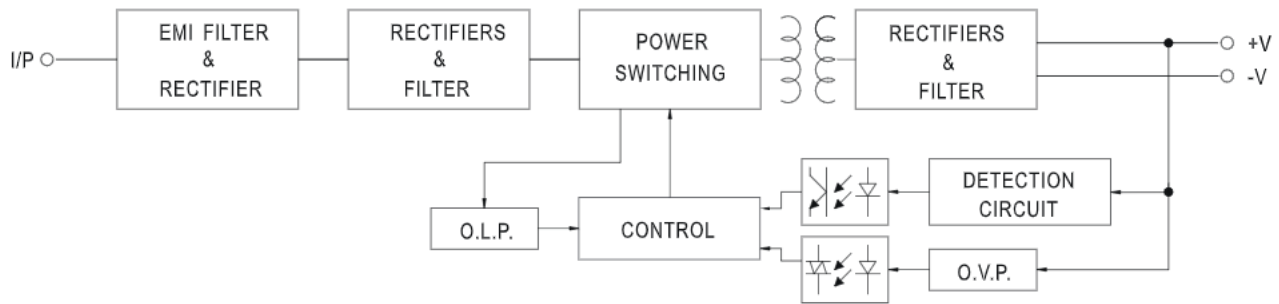 I/P
EMI FILTER
&
RECTIFIER
RECTIFIERS
&
FILTER
POWER
SWITCHING
RECTIFIERS
&
FILTER
+V
-V
DETECTION
CIRCUIT
O.L.P.
CONTROL
O.V.P.